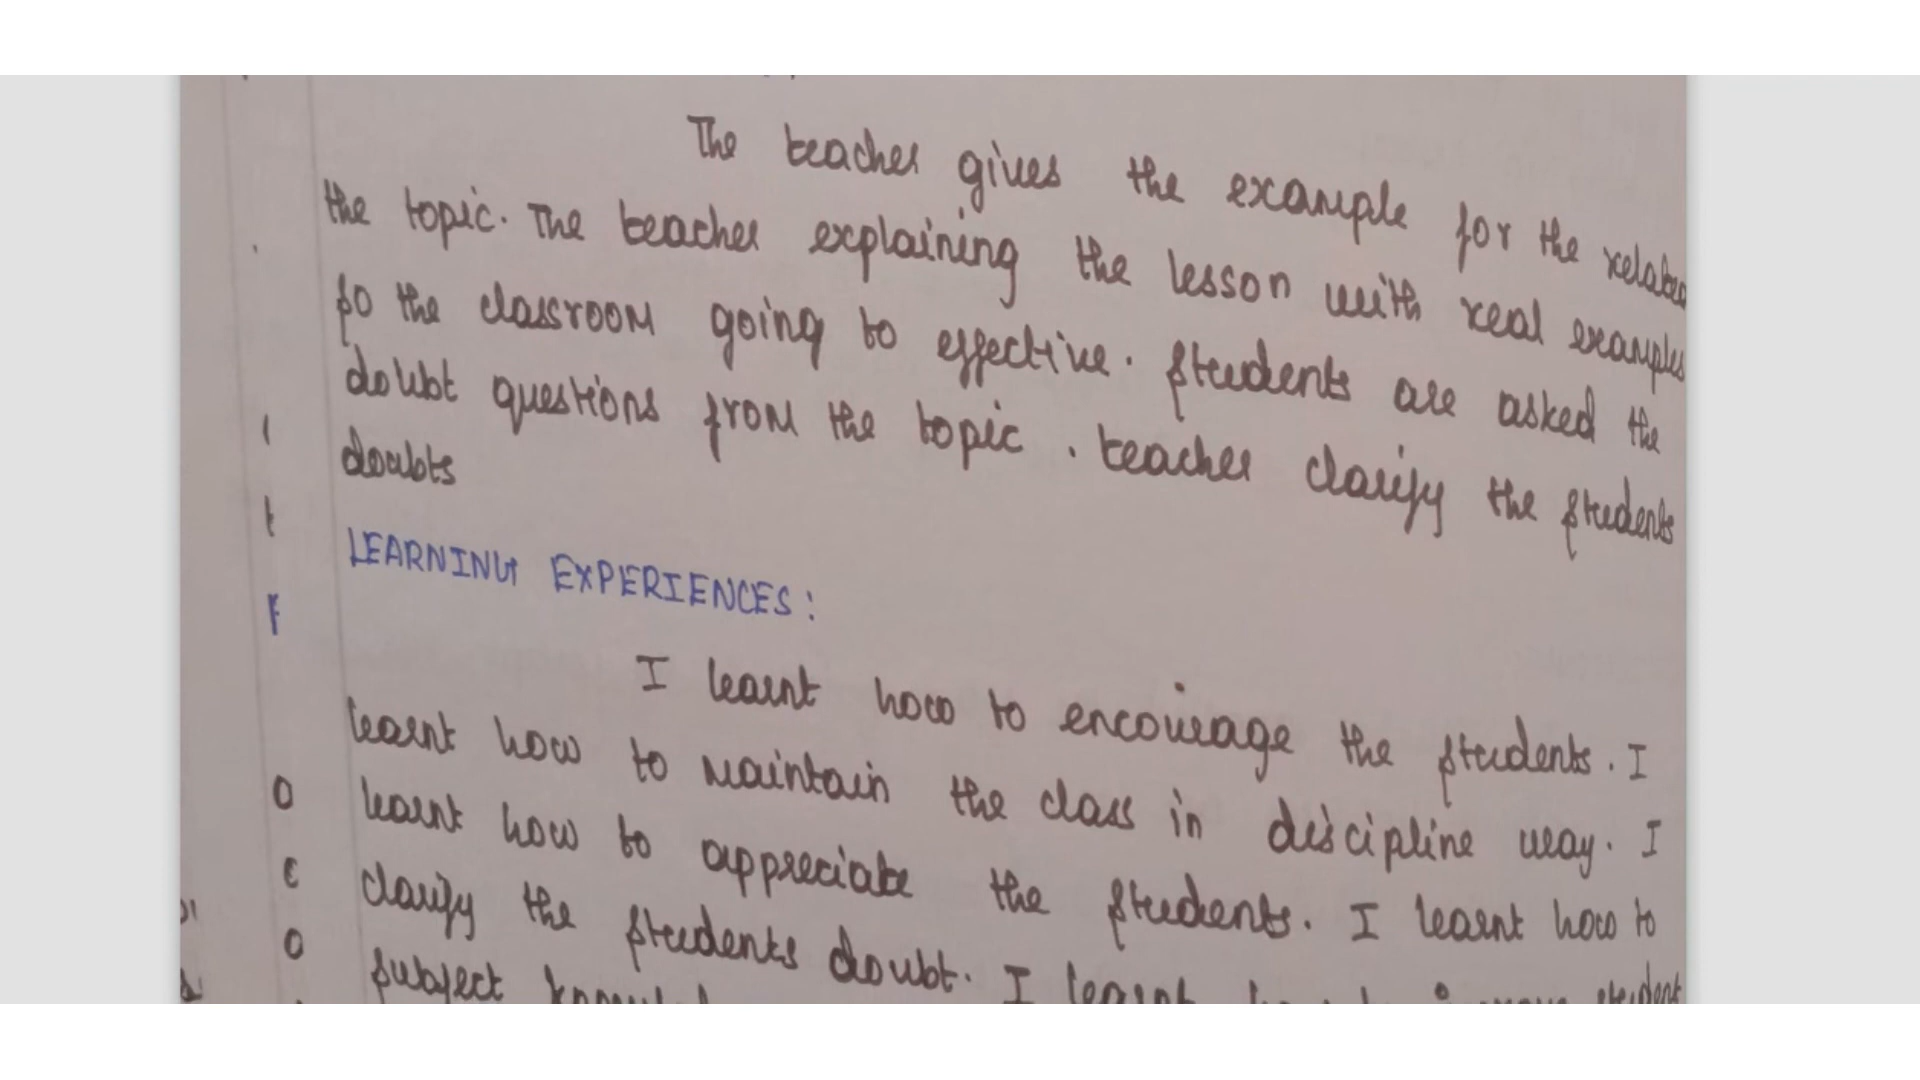 The teacher gives the example for the related
the topic. The teacher explaining the lesson with real examples
so the classroom going to effective. Students are asked the
doubt questions from the topic. teacher clarify the students
doubts
LEARNING EXPERIENCES:
I learnt how to encourage the students. I
learnt how to maintain the class in discipline way. I
learnt how to appreciate the students. I learnt how to
clarify the students doubt. I learnt how to
subject